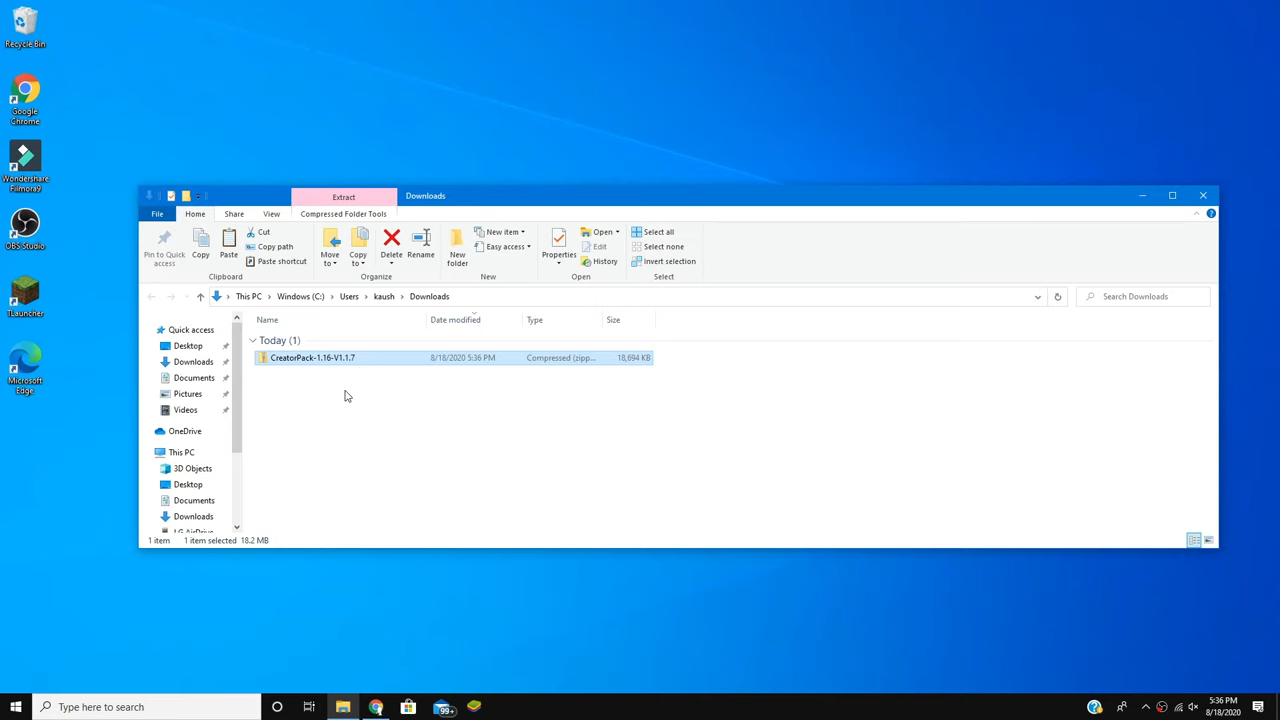 Recycle Bin
Google
Chrome
Wondershare
Filmora9
OBS Studio
TLauncher
Microsoft
Edge
Extract
Downloads
File
Home
Share
View
Compressed Folder Tools
Pin to Quick
access
Copy
Paste
Cut
Copy path
Paste shortcut
Clipboard
Move
to
Copy
to
Delete
Rename
Organize
New
folder
New item
Easy access
New
Properties
Open
Edit
History
Open
Select all
Select none
Invert selection
Select
This PC > Windows (C:) > Users > kaush > Downloads
Search Downloads
Name
Date modified
Type
Size
Today (1)
CreatorPack-1.16-V1.1.7
8/18/2020 5:36 PM
Compressed (zipp...
18,694 KB
Quick access
Desktop
Downloads
Documents
Pictures
Videos
OneDrive
This PC
3D Objects
Desktop
Documents
Downloads
LG AirDrive
1 item
1 item selected 18.2 MB
Type here to search
99+
5:36 PM
8/18/2020